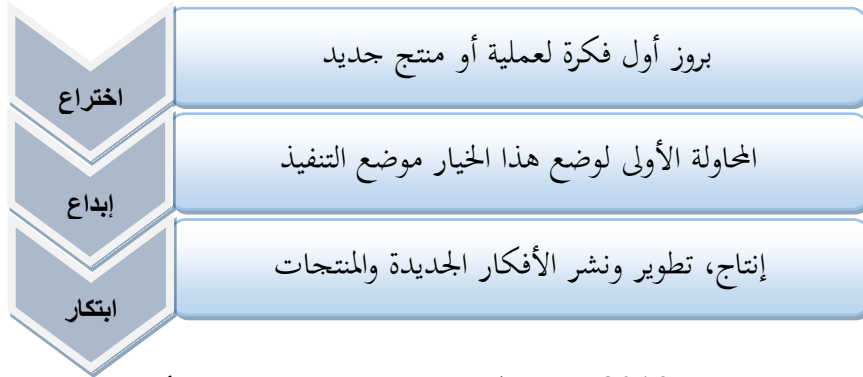 بروز أول فكرة لعملية أو منتج جديد
اختراع
المحاولة الأولى لوضع هذا الخيار موضع التنفيذ
إبداع
إنتاج، تطوير ونشر الأفكار الجديدة والمنتجات
ابتكار